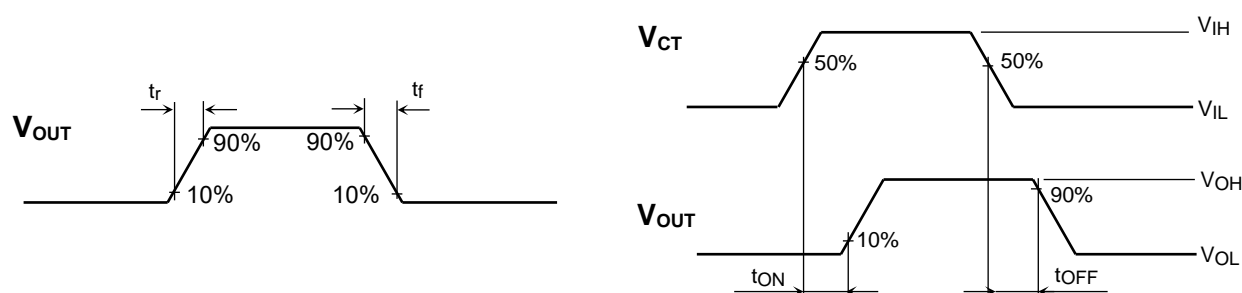 tr
tf
VOUT
90%
90%
10%
10%
VCT
50%
50%
VIH
VIL
VOUT
10%
90%
VOH
VOL
tON
tOFF